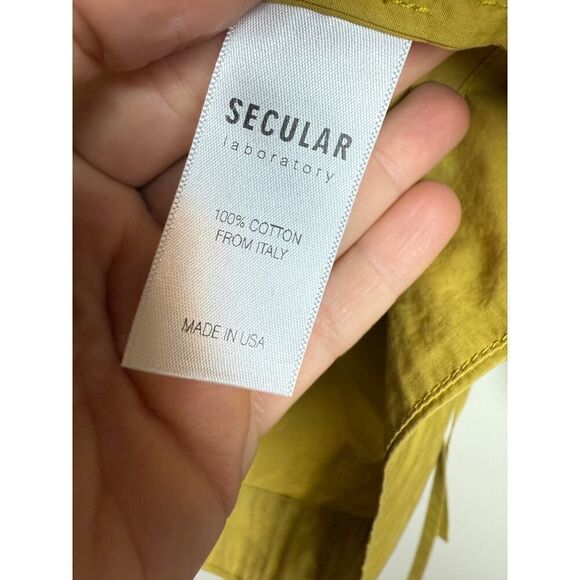 SECULAR
laboratory
100% COTTON
FROM ITALY
MADE IN USA